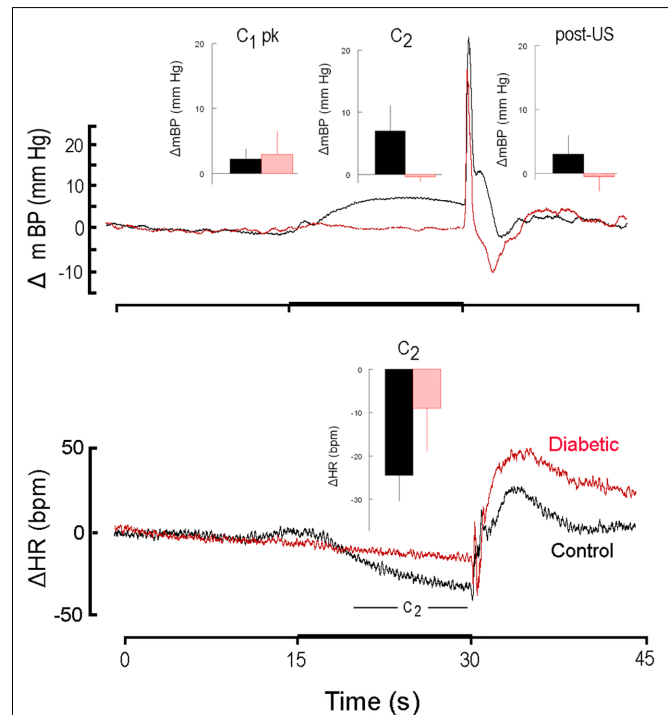 C1 pk
C2
post-US
ΔmBP (mm Hg)
20
10
0
ΔmBP (mm Hg)
20
10
0
ΔmBP (mm Hg)
20
10
0
Δ mBP (mm Hg)
20
10
0
-10
C2
ΔHR (bpm)
0
-10
-20
-30
ΔHR (bpm)
50
0
-50
Diabetic
Control
C2
0
15
30
45
Time (s)